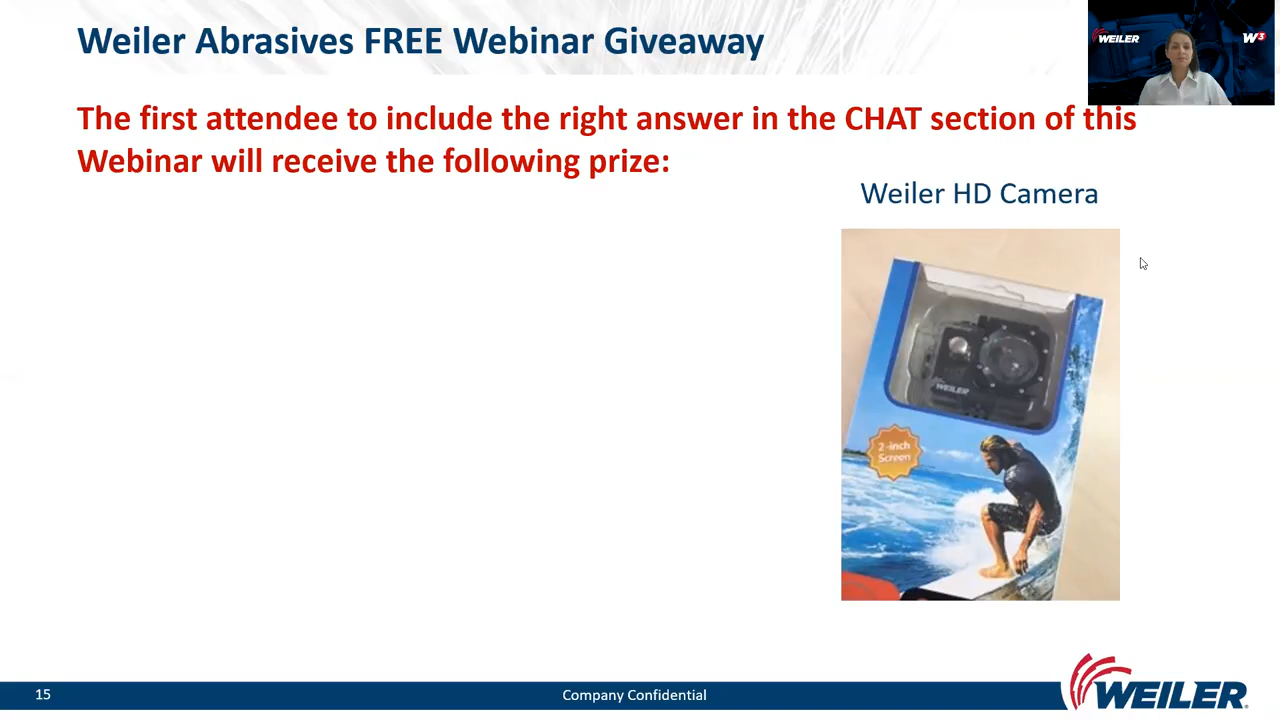 Weiler Abrasives FREE Webinar Giveaway
WEILER
W3
The first attendee to include the right answer in the CHAT section of this
Webinar will receive the following prize:
Weiler HD Camera
WEILER
2-inch
Screen
15
Company Confidential
WEILER